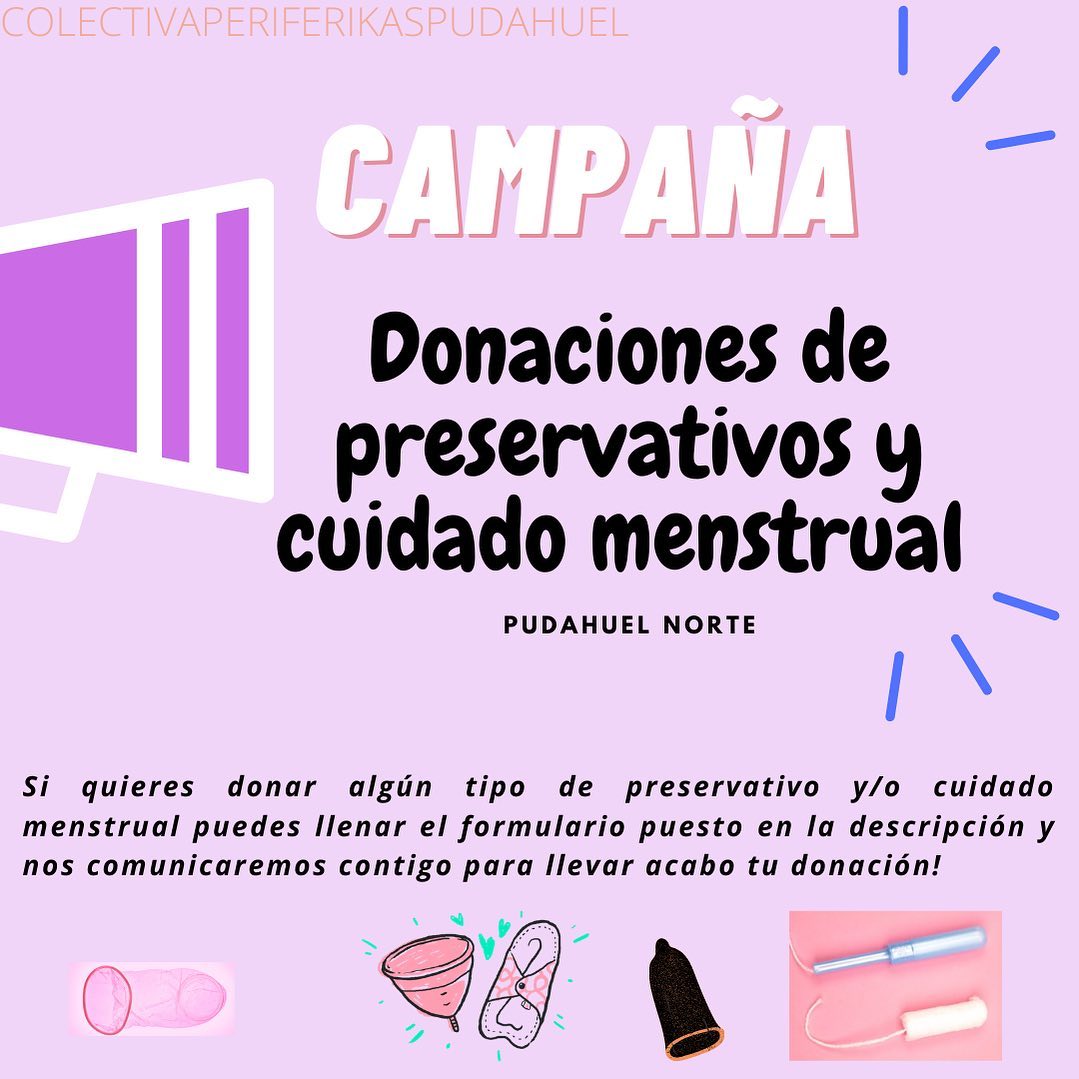 COLECTIVAPERIFERIKASPUDAHUEL
CAMPAÑA
Donaciones de
preservativos y
cuidado menstrual
PUDAHUEL NORTE
Si quieres donar algún tipo de preservativo y/o cuidado
menstrual puedes llenar el formulario puesto en la descripción y
nos comunicaremos contigo para llevar acabo tu donación!